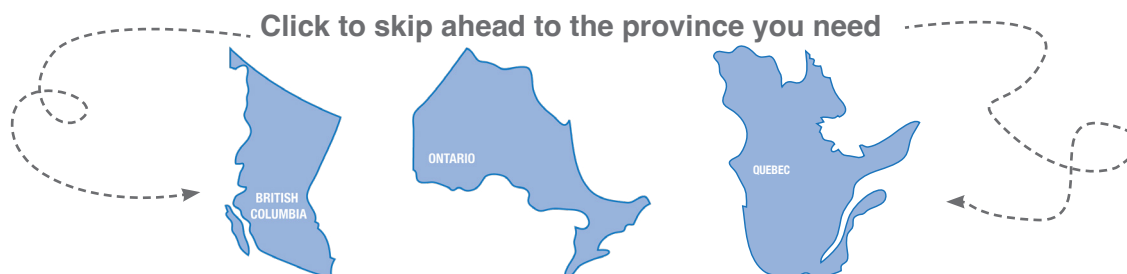 Click to skip ahead to the province you need
ONTARIO
QUEBEC
BRITISH
COLUMBIA